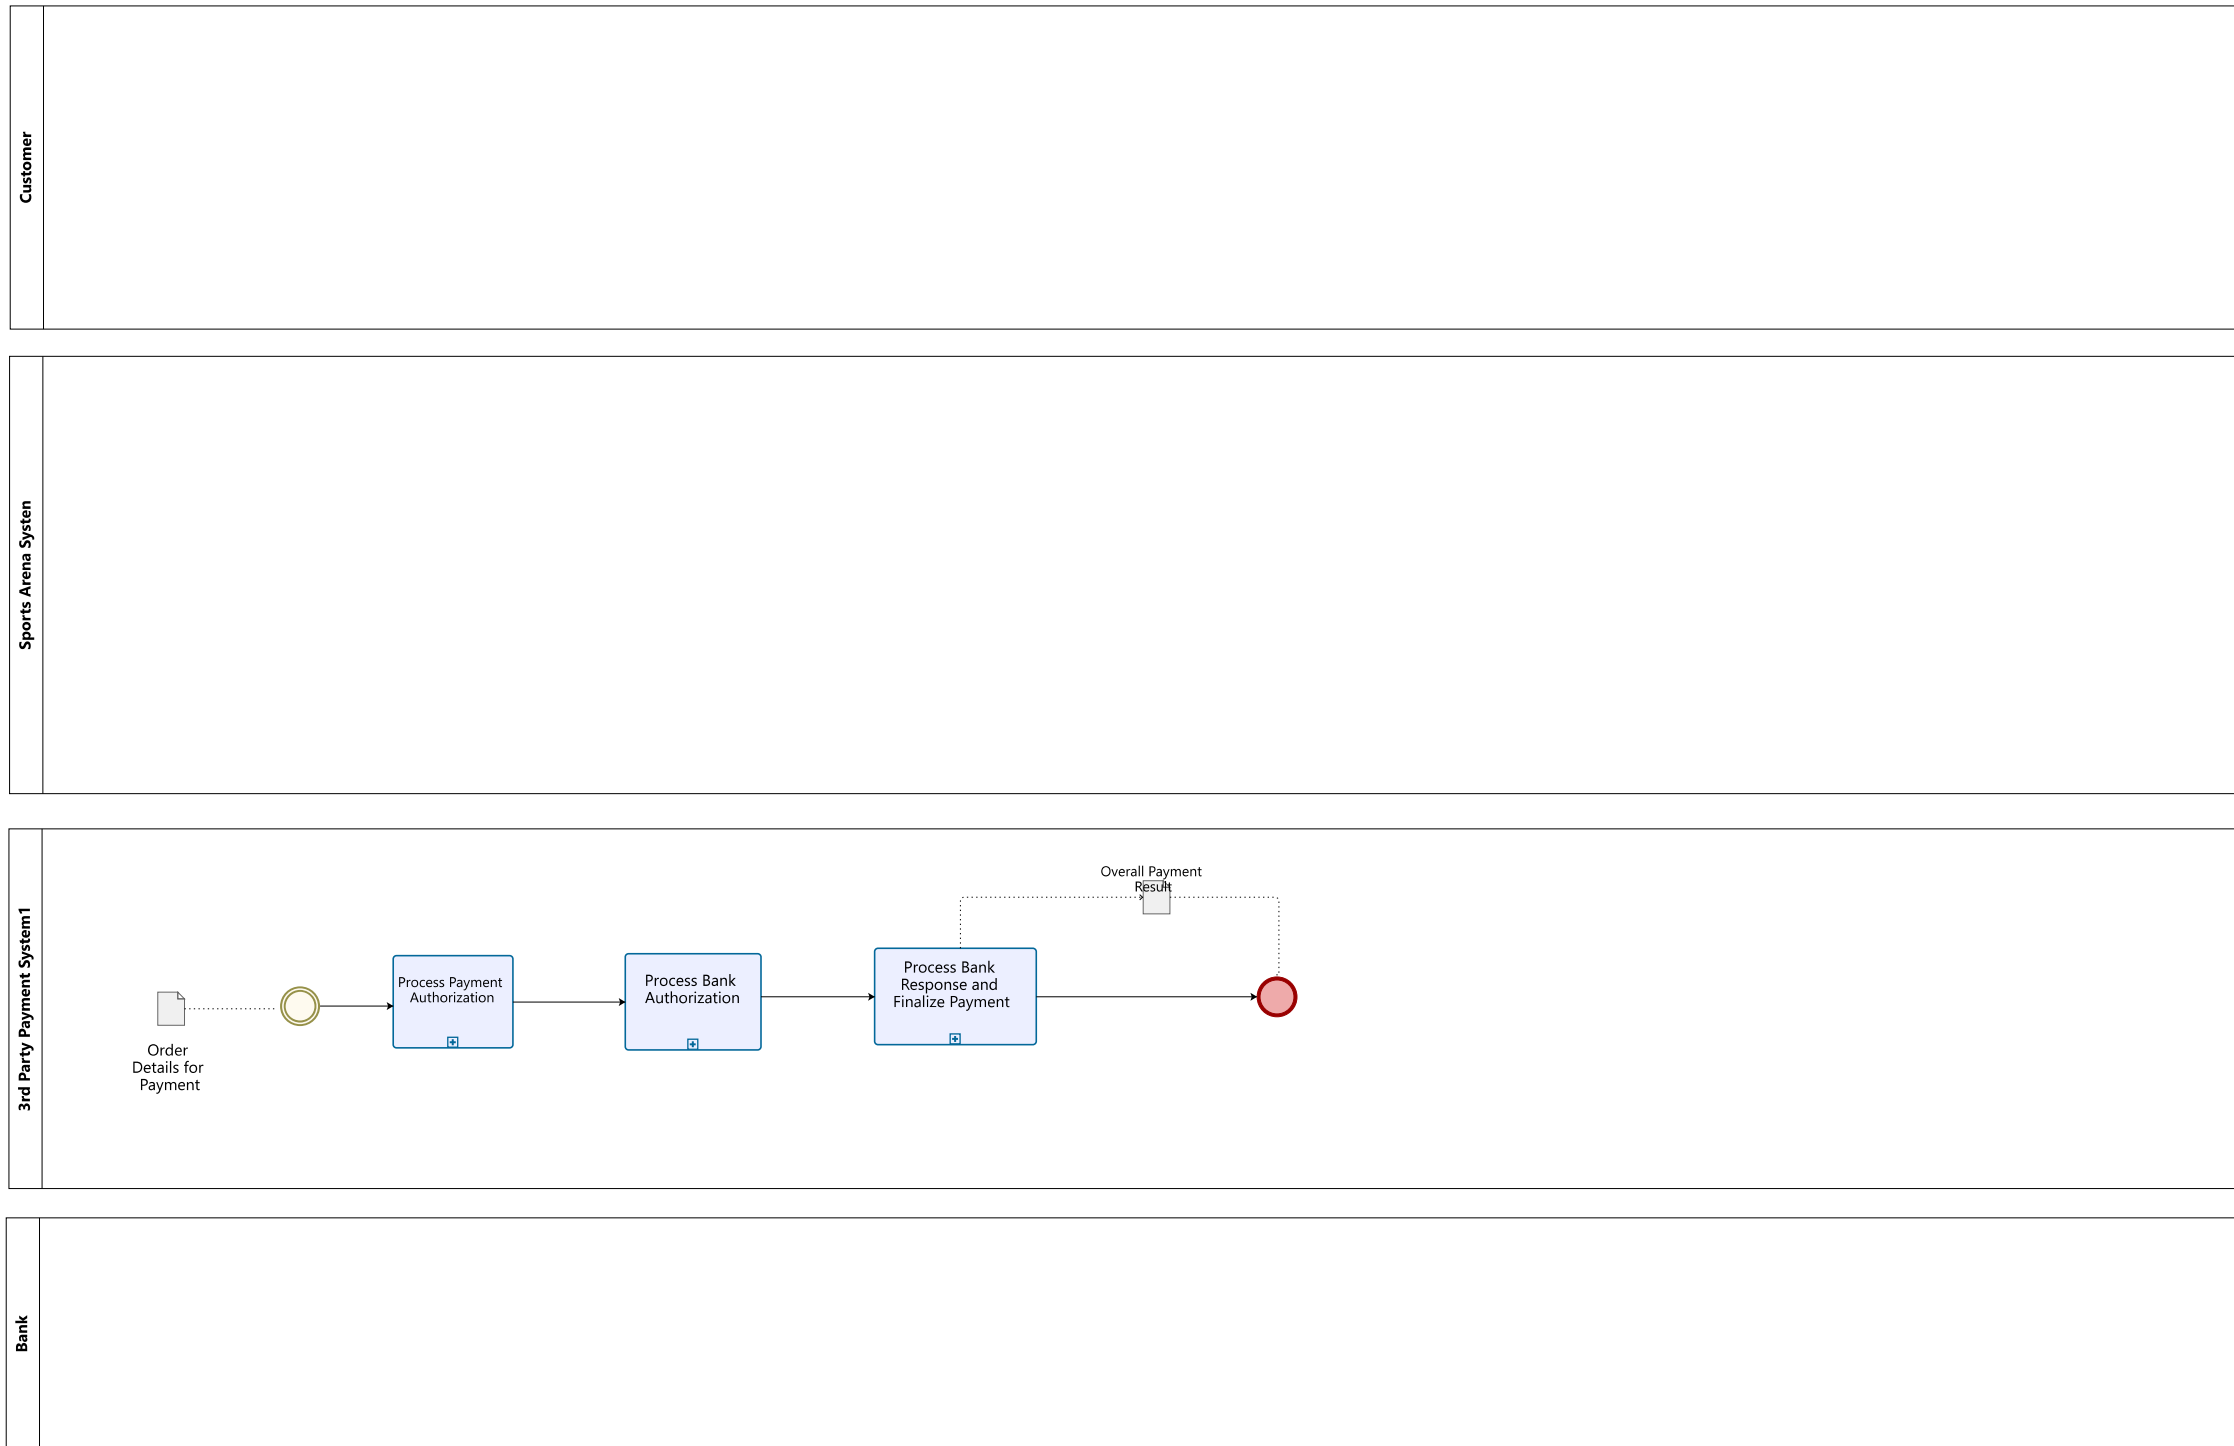 Customer
Sports Arena Systen
3rd Party Payment System1
Overall Payment
Result
Process Payment
Authorization
Process Bank
Authorization
Process Bank
Response and
Finalize Payment
Order
Details for
Payment
Bank